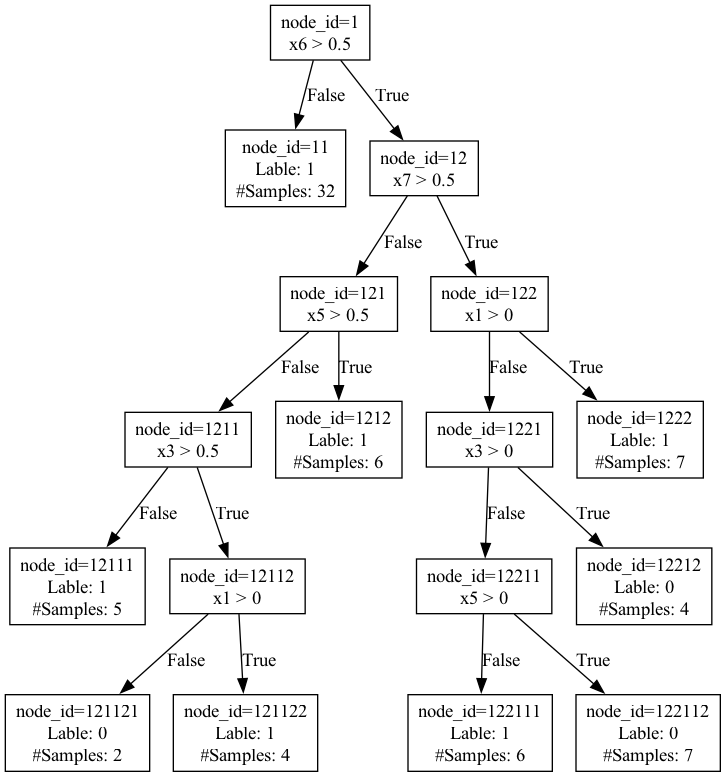 node_id=1
x6 > 0.5
False
True
node_id=11
Lable: 1
#Samples: 32
node_id=12
x7 > 0.5
False
True
node_id=121
x5 > 0.5
node_id=122
x1 > 0
False
True
False
True
node_id=1211
x3 > 0.5
node_id=1212
Lable: 1
#Samples: 6
node_id=1221
x3 > 0
node_id=1222
Lable: 1
#Samples: 7
False
True
False
True
node_id=12111
Lable: 1
#Samples: 5
node_id=12112
x1 > 0
node_id=12211
x5 > 0
node_id=12212
Lable: 0
#Samples: 4
False
True
False
True
node_id=121121
Lable: 0
#Samples: 2
node_id=121122
Lable: 1
#Samples: 4
node_id=122111
Lable: 1
#Samples: 6
node_id=122112
Lable: 0
#Samples: 7